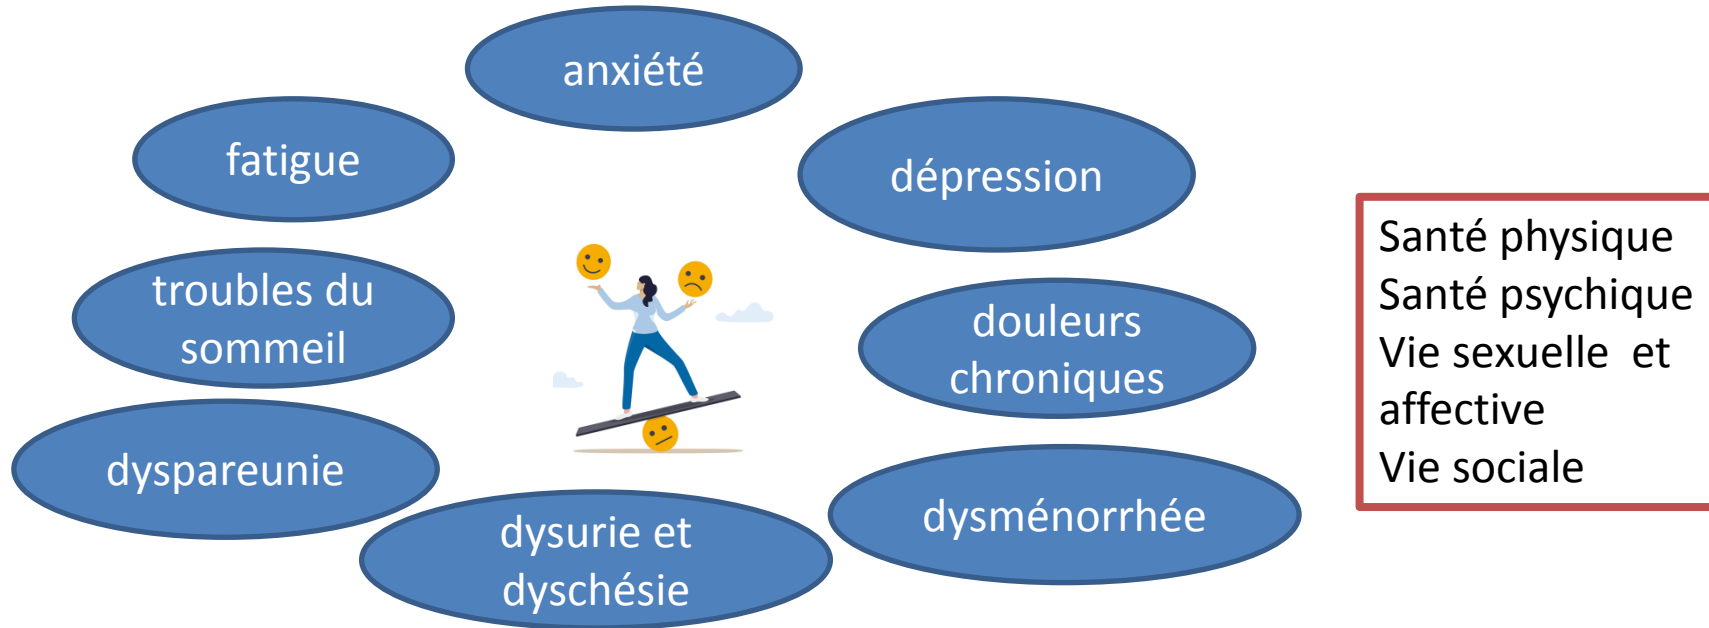 anxiété
fatigue
dépression
troubles du
sommeil
douleurs
chroniques
dyspareunie
dysménorrhée
dysurie et
dyschésie
Santé physique
Santé psychique
Vie sexuelle  et
affective
Vie sociale